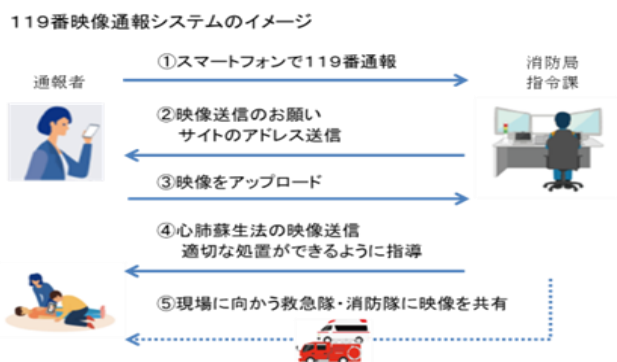 119番映像通報システムのイメージ
①スマートフォンで119番通報
通報者
消防局
指令課
②映像送信のお願い
サイトのアドレス送信
③映像をアップロード
④心肺蘇生法の映像送信
適切な処置ができるように指導
⑤現場に向かう救急隊・消防隊に映像を共有